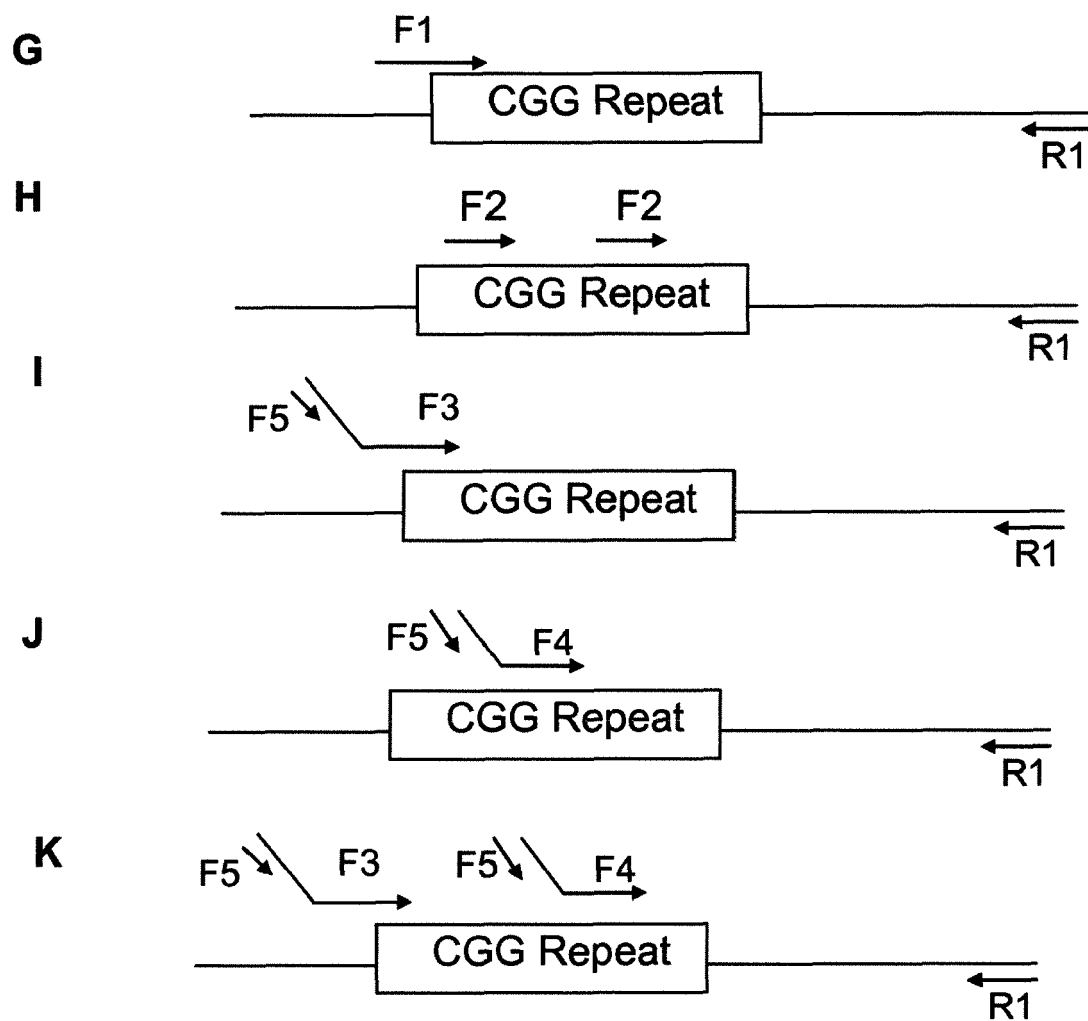 G
F1
CGG Repeat
R1
H
F2 F2
CGG Repeat
R1
I
F5 F3
CGG Repeat
R1
J
F5 F4
CGG Repeat
R1
K
F5 F3 F5 F4
CGG Repeat
R1